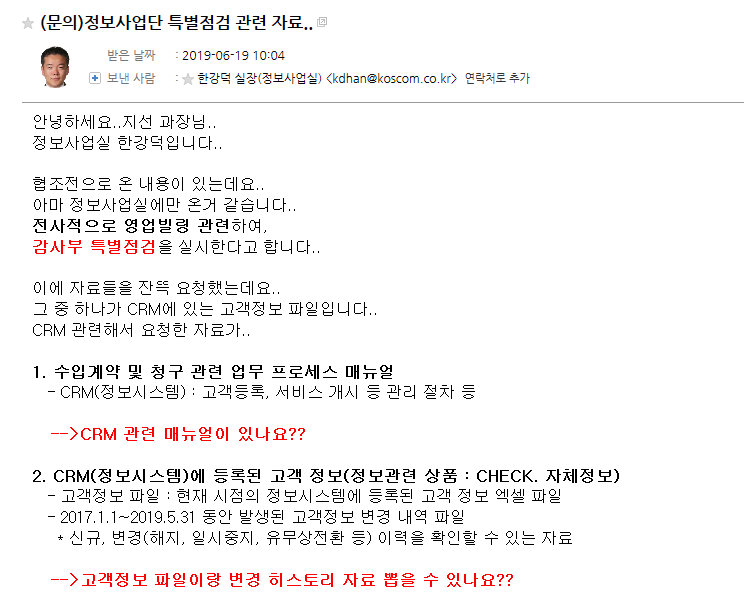 (문의)정보사업단 특별점검 관련 자료..
받은 날짜 : 2019-06-19 10:04
보낸 사람 : 한강덕 실장(정보사업실) <kdhan@koscom.co.kr> 연락처로 추가
안녕하세요..지선 과장님..
정보사업실 한강덕입니다..
협조전으로 온 내용이 있는데요..
아마 정보사업실에만 온거 같습니다..
전사적으로 영업빌링 관련하여,
감사부 특별점검을 실시한다고 합니다..
이에 자료들을 잔뜩 요청했는데요..
그 중 하나가 CRM에 있는 고객정보 파일입니다..
CRM 관련해서 요청한 자료가..
1. 수입계약 및 청구 관련 업무 프로세스 매뉴얼
- CRM(정보시스템) : 고객등록, 서비스 개시 등 관리 절차 등
-->CRM 관련 매뉴얼이 있나요??
2. CRM(정보시스템)에 등록된 고객 정보(정보관련 상품 : CHECK. 자체정보)
- 고객정보 파일 : 현재 시점의 정보시스템에 등록된 고객 정보 엑셀 파일
- 2017.1.1~2019.5.31 동안 발생된 고객정보 변경 내역 파일
* 신규, 변경(해지, 일시중지, 유무상전환 등) 이력을 확인할 수 있는 자료
-->고객정보 파일이랑 변경 히스토리 자료 뽑을 수 있나요??